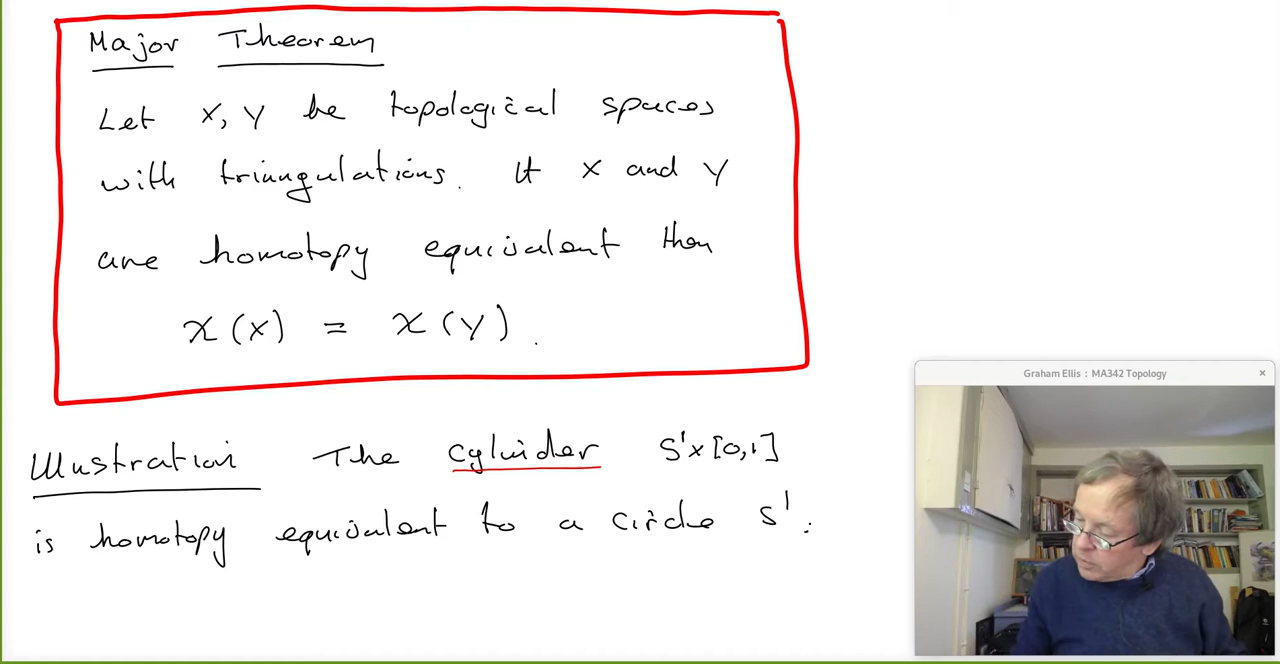 Major Theorem
Let X, Y be topological spaces
with triangulations. If X and Y
are homotopy equivalent then
χ(X) = χ(Y).
Graham Ellis : MA342 Topology ×
Illustration The cylinder S¹×[0,1]
is homotopy equivalent to a circle S¹: